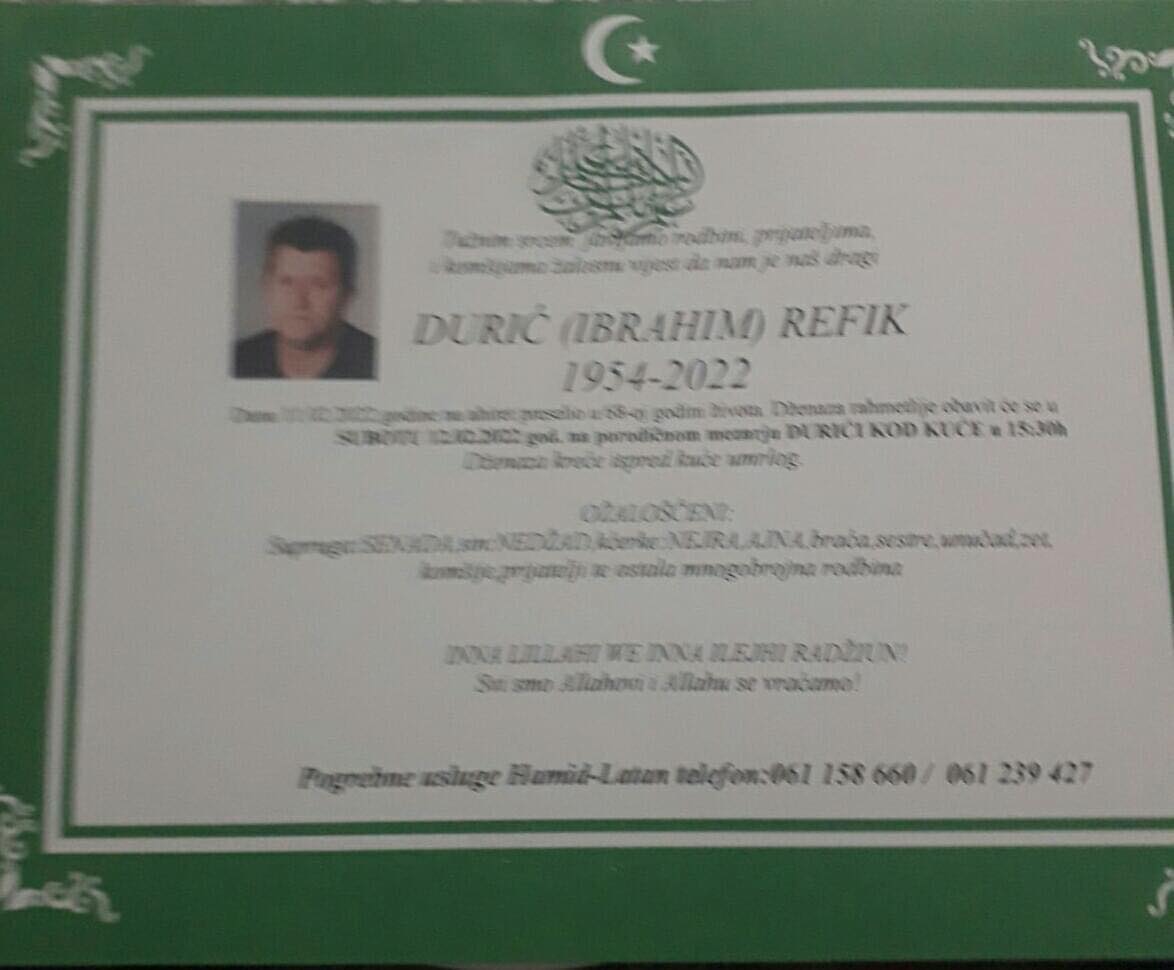 Tužnim srcem javljamo rodbini, prijateljima,
i komšijama žalosnu vijest da nam je naš dragi
DURIĆ (IBRAHIM) REFIK
1954-2022
Dana 11.02.2022 godine na ahiret preselio u 68-oj godini života. Dženaza rahmetlije obavit će se u
SUBOTU 12.02.2022 god. na porodičnom mezarju DURIĆI KOD KUĆE u 15:30h
Dženaza kreće ispred kuće umrlog.
OŽALOŠĆENI:
Supruga:SENADA,sin:NEDŽAD,kćerke:NEJRA,AJNA,braća,sestre,unučad,zet,
komšije,prijatelji te ostala mnogobrojna rodbina
INNA LILLAHI WE INNA ILEJHI RADŽIUN!
Svi smo Allahovi i Allahu se vraćamo!
Pogrebne usluge Hamid-Latan telefon:061 158 660 / 061 239 427